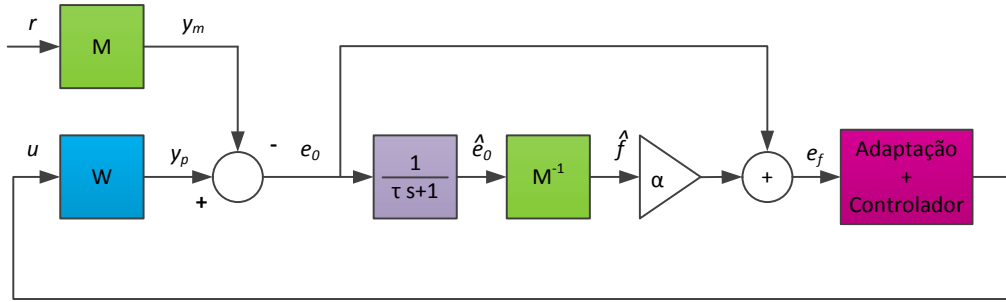 r
M
y_m
u
W
y_p
-
+
e_0
1
τ s+1
ê_0
M^-1
f̂
α
+
e_f
Adaptação
+
Controlador